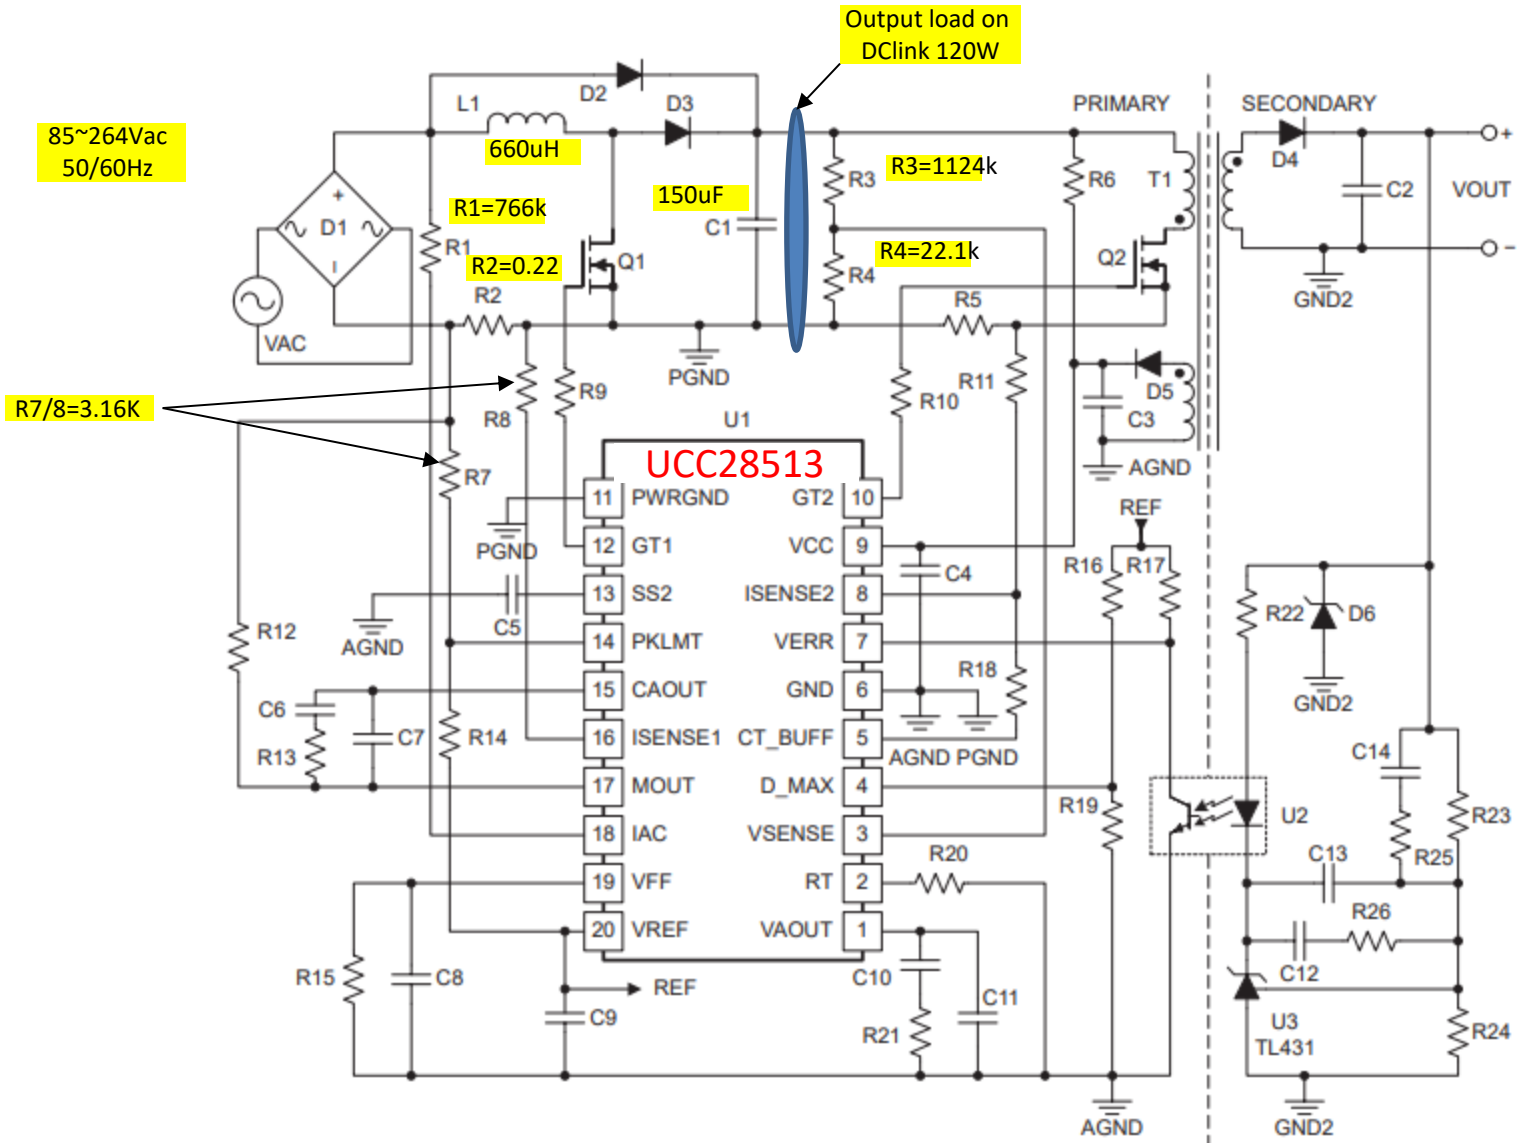 Output load on
DClink 120W
85~264Vac
50/60Hz
L1
D2
D3
660uH
PRIMARY
SECONDARY
D4
D1
R1=766k
R1
R2=0.22
R2
Q1
150uF
C1
R3
R3=1124k
R4=22.1k
R4
R6
T1
Q2
C2
VOUT
+
−
GND2
VAC
PGND
R5
R7/8=3.16K
R8
R9
R10
R11
D5
C3
AGND
R7
U1
UCC28513
11 PWRGND
GT2 10
12 GT1
VCC 9
13 SS2
ISENSE2 8
14 PKLMT
VERR 7
15 CAOUT
GND 6
16 ISENSE1
CT_BUFF 5
17 MOUT
D_MAX 4
18 IAC
VSENSE 3
19 VFF
RT 2
20 VREF
VAOUT 1
PGND
C5
AGND
R12
C6
R13
C7
R14
R15
C8
C9
REF
C4
REF
R16
R17
R18
AGND PGND
R19
R20
C10
R21
C11
AGND
R22
D6
GND2
C14
R23
U2
R25
C13
R26
C12
U3
TL431
R24
GND2